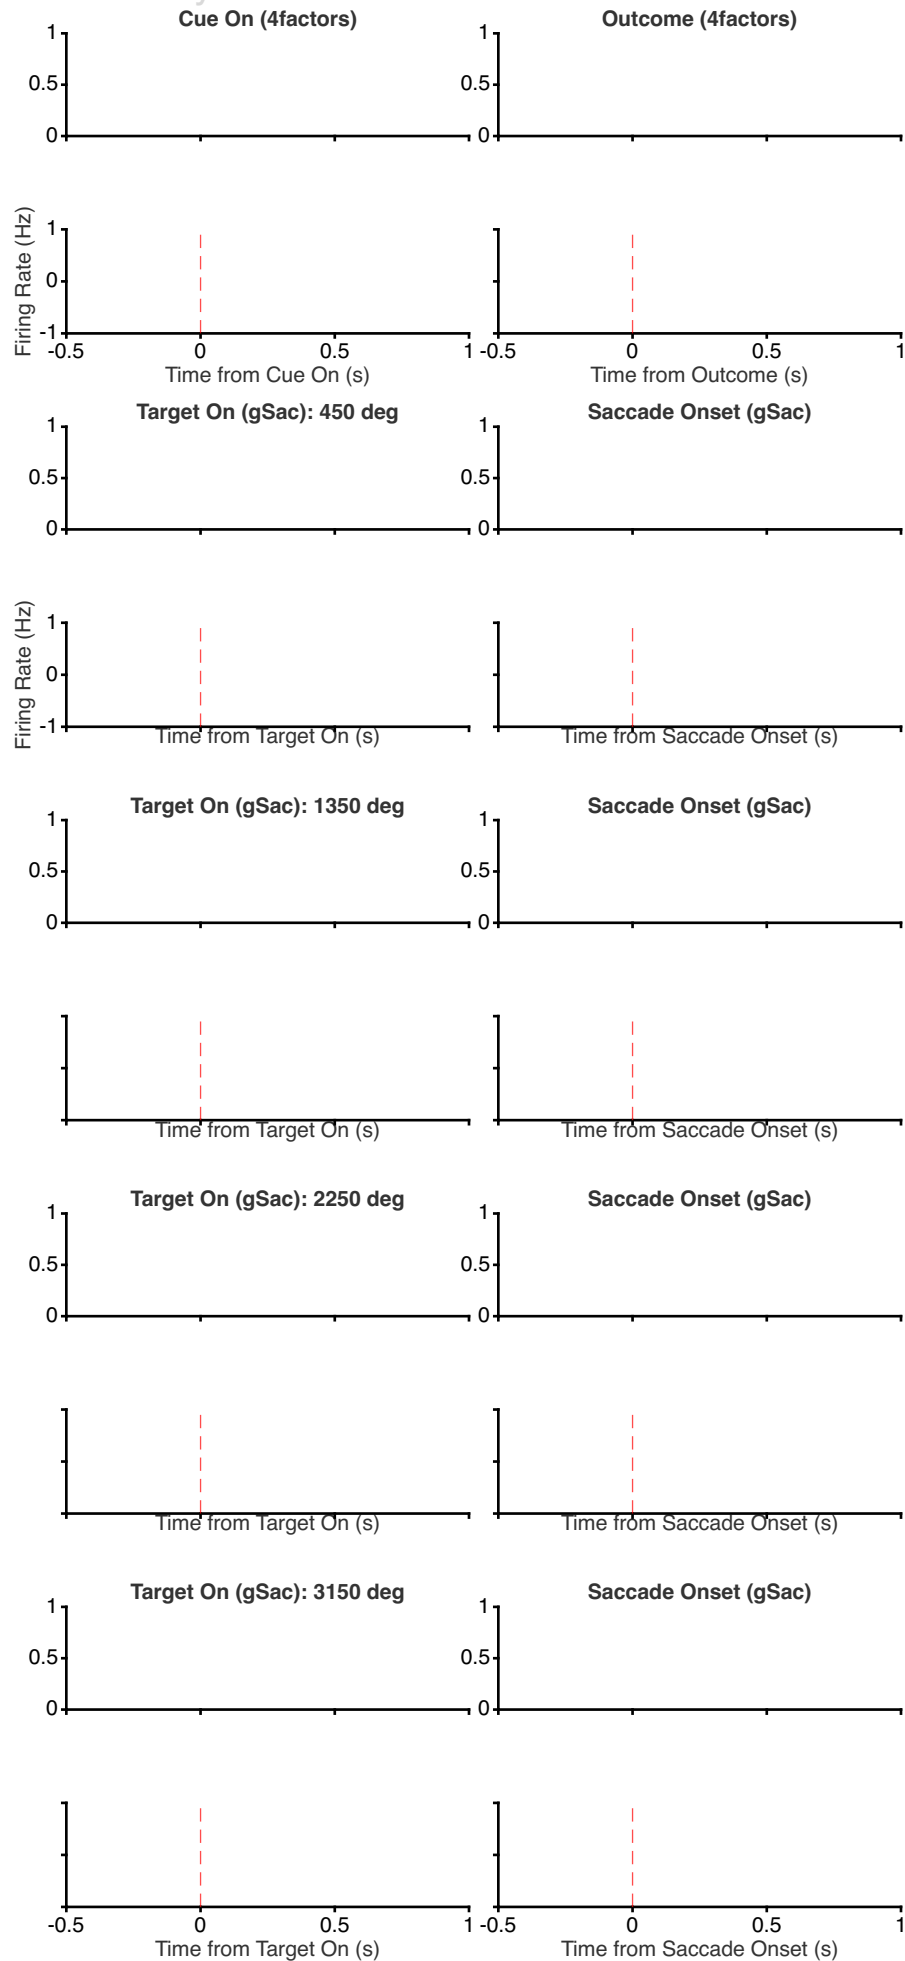 Cue On (4factors) Outcome (4factors)
1 1
0.5 0.5
0 0
Firing Rate (Hz)
1
0
-1
-0.5 0 0.5 1 -0.5 0 0.5 1
Time from Cue On (s) Time from Outcome (s)
Target On (gSac): 450 deg Saccade Onset (gSac)
1 1
0.5 0.5
0 0
Firing Rate (Hz)
1
0
-1
Time from Target On (s) Time from Saccade Onset (s)
Target On (gSac): 1350 deg Saccade Onset (gSac)
1 1
0.5 0.5
0 0
Time from Target On (s) Time from Saccade Onset (s)
Target On (gSac): 2250 deg Saccade Onset (gSac)
1 1
0.5 0.5
0 0
Time from Target On (s) Time from Saccade Onset (s)
Target On (gSac): 3150 deg Saccade Onset (gSac)
1 1
0.5 0.5
0 0
-0.5 0 0.5 1 -0.5 0 0.5 1
Time from Target On (s) Time from Saccade Onset (s)